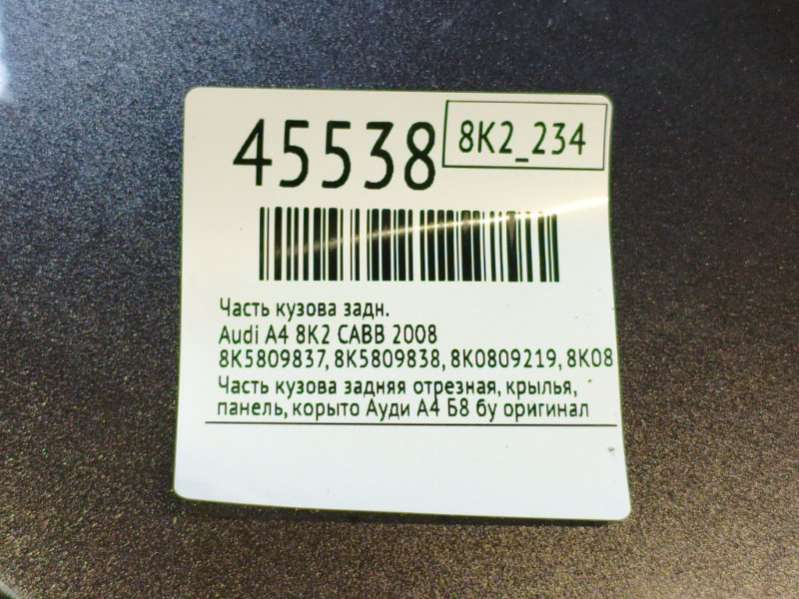 45538
8K2_234
Часть кузова задн.
Audi A4 8K2 CABB 2008
8K5809837, 8K5809838, 8K0809219, 8K08
Часть кузова задняя отрезная, крылья,
панель, корыто Ауди А4 Б8 бу оригинал